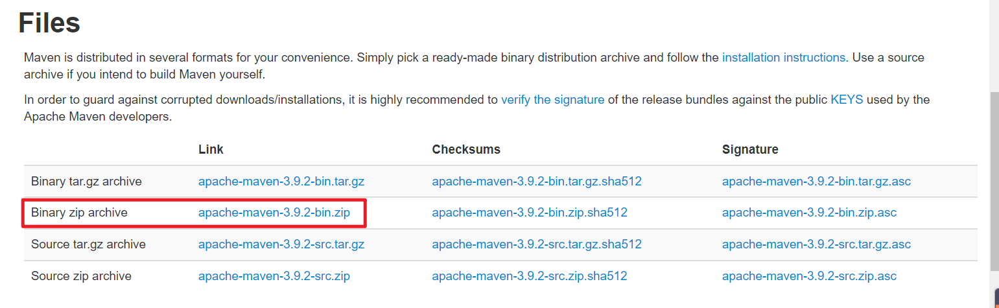 Files
Maven is distributed in several formats for your convenience. Simply pick a ready-made binary distribution archive and follow the installation instructions. Use a source
archive if you intend to build Maven yourself.
In order to guard against corrupted downloads/installations, it is highly recommended to verify the signature of the release bundles against the public KEYS used by the
Apache Maven developers.
Link Checksums Signature
Binary tar.gz archive apache-maven-3.9.2-bin.tar.gz apache-maven-3.9.2-bin.tar.gz.sha512 apache-maven-3.9.2-bin.tar.gz.asc
Binary zip archive apache-maven-3.9.2-bin.zip apache-maven-3.9.2-bin.zip.sha512 apache-maven-3.9.2-bin.zip.asc
Source tar.gz archive apache-maven-3.9.2-src.tar.gz apache-maven-3.9.2-src.tar.gz.sha512 apache-maven-3.9.2-src.tar.gz.asc
Source zip archive apache-maven-3.9.2-src.zip apache-maven-3.9.2-src.zip.sha512 apache-maven-3.9.2-src.zip.asc